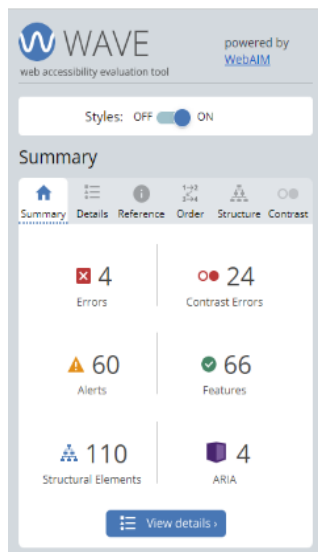 WAVE
web accessibility evaluation tool
powered by
WebAIM
Styles: OFF ON
Summary
Summary Details Reference Order Structure Contrast
4
Errors
24
Contrast Errors
60
Alerts
66
Features
110
Structural Elements
4
ARIA
View details ›